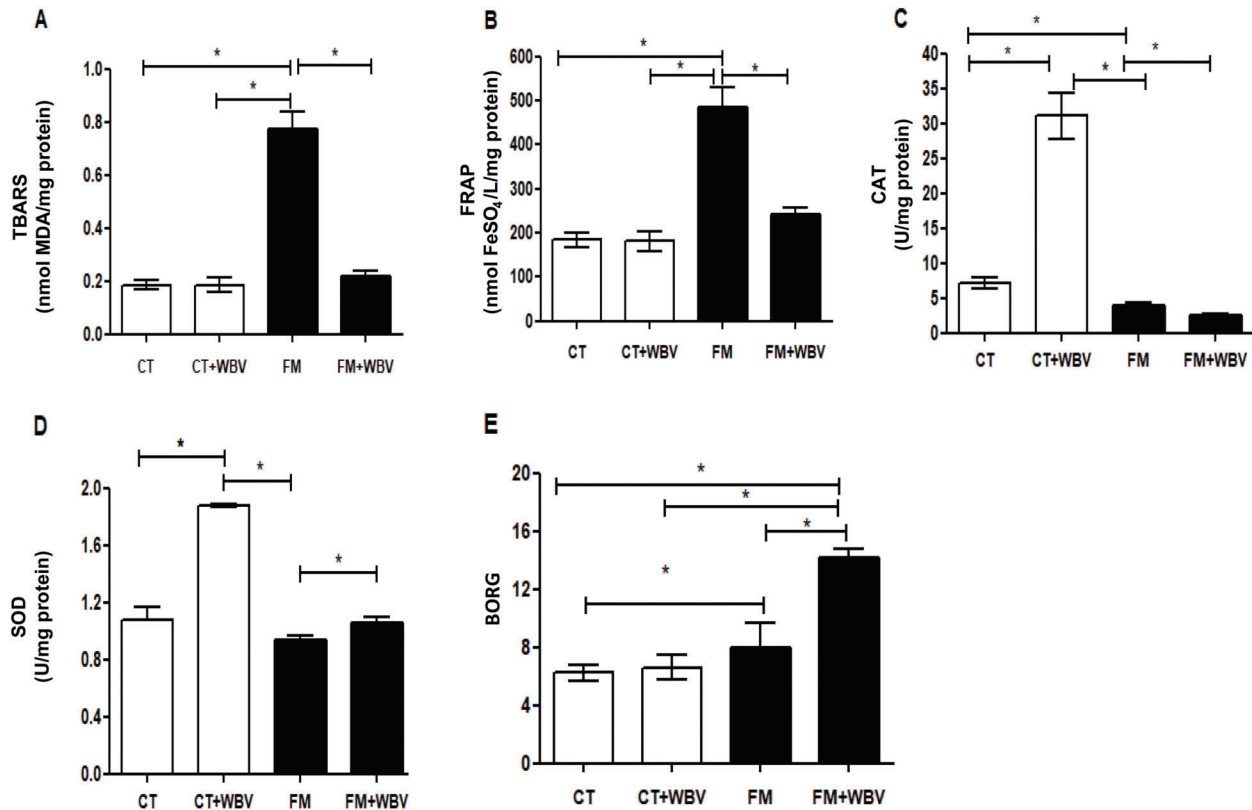 A
TBARS
(nmol MDA/mg protein)
1.0
0.8
0.6
0.4
0.2
0.0
*
*
*
CT CT+WBV FM FM+WBV
B
FRAP
(nmol FeSO4/L/mg protein)
600
500
400
300
200
100
0
*
*
*
CT CT+WBV FM FM+WBV
C
CAT
(U/mg protein)
40
35
30
25
20
15
10
5
0
*
*
*
*
CT CT+WBV FM FM+WBV
D
SOD
(U/mg protein)
2.0
1.6
1.2
0.8
0.4
0.0
*
*
*
CT CT+WBV FM FM+WBV
E
BORG
20
16
12
8
4
0
*
*
*
*
CT CT+WBV FM FM+WBV